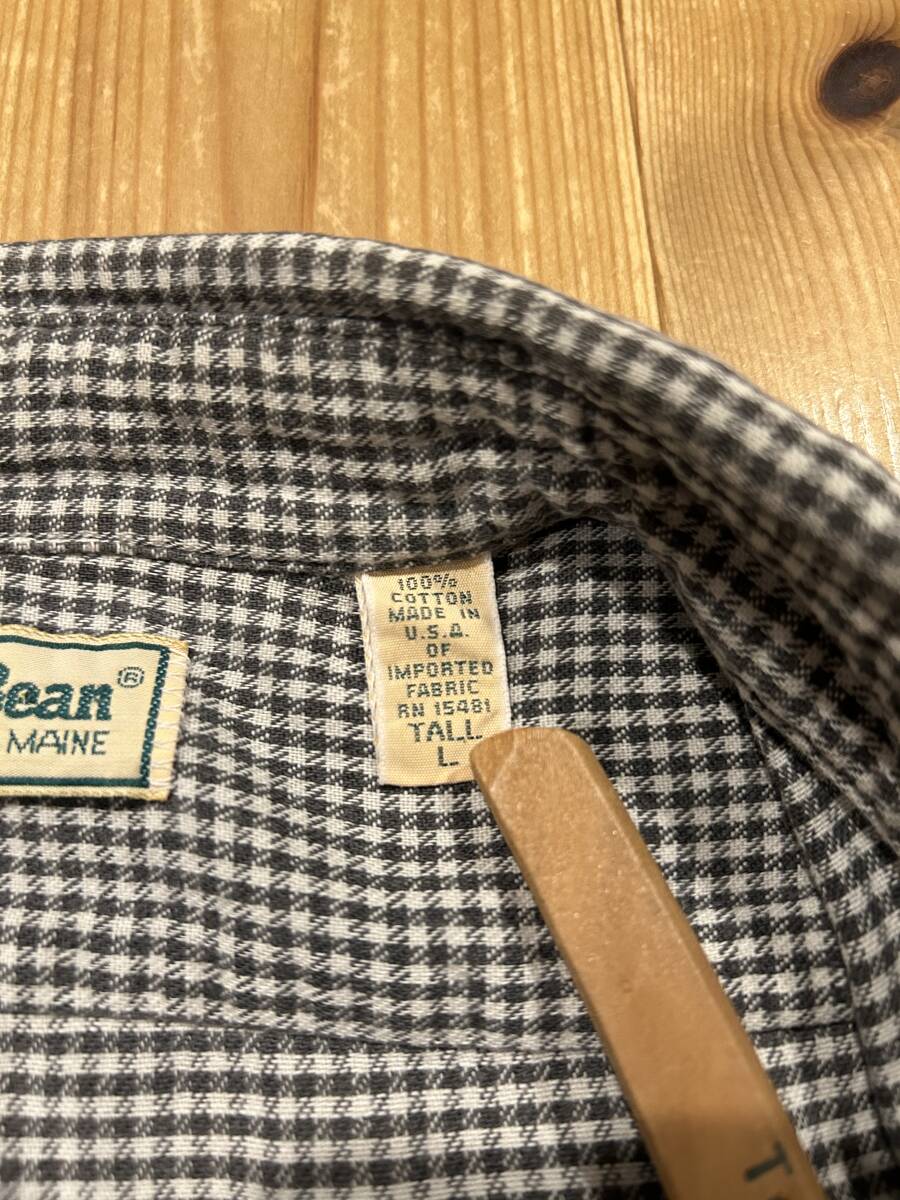 Bean®
MAINE
100%
COTTON
MADE IN
U.S.A.
OF
IMPORTED
FABRIC
RN 15481
TALL
L
T